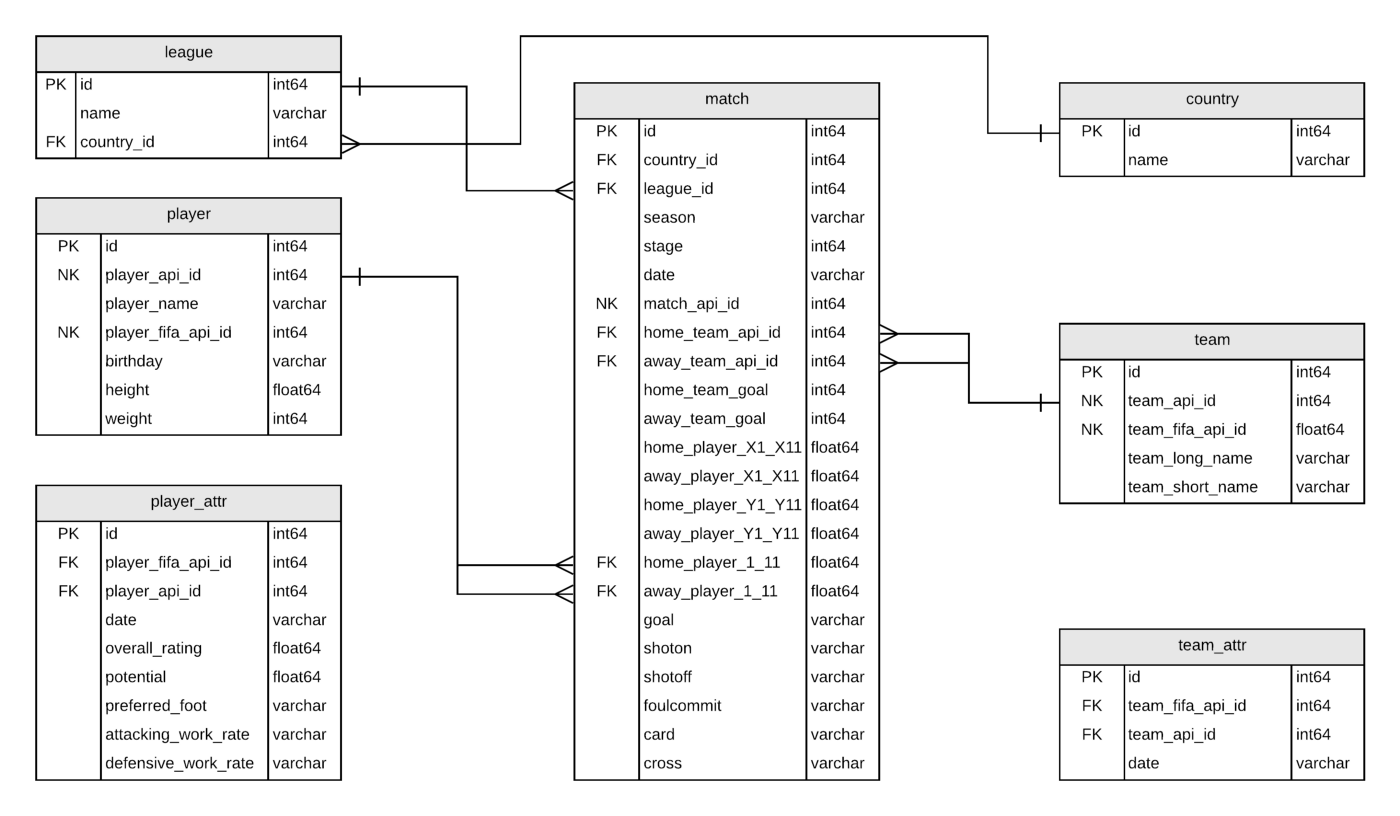 league
PK id int64
name varchar
FK country_id int64
player
PK id int64
NK player_api_id int64
player_name varchar
NK player_fifa_api_id int64
birthday varchar
height float64
weight int64
player_attr
PK id int64
FK player_fifa_api_id int64
FK player_api_id int64
date varchar
overall_rating float64
potential float64
preferred_foot varchar
attacking_work_rate varchar
defensive_work_rate varchar
match
PK id int64
FK country_id int64
FK league_id int64
season varchar
stage int64
date varchar
NK match_api_id int64
FK home_team_api_id int64
FK away_team_api_id int64
home_team_goal int64
away_team_goal int64
home_player_X1_X11 float64
away_player_X1_X11 float64
home_player_Y1_Y11 float64
away_player_Y1_Y11 float64
FK home_player_1_11 float64
FK away_player_1_11 float64
goal varchar
shoton varchar
shotoff varchar
foulcommit varchar
card varchar
cross varchar
country
PK id int64
name varchar
team
PK id int64
NK team_api_id int64
NK team_fifa_api_id float64
team_long_name varchar
team_short_name varchar
team_attr
PK id int64
FK team_fifa_api_id int64
FK team_api_id int64
date varchar